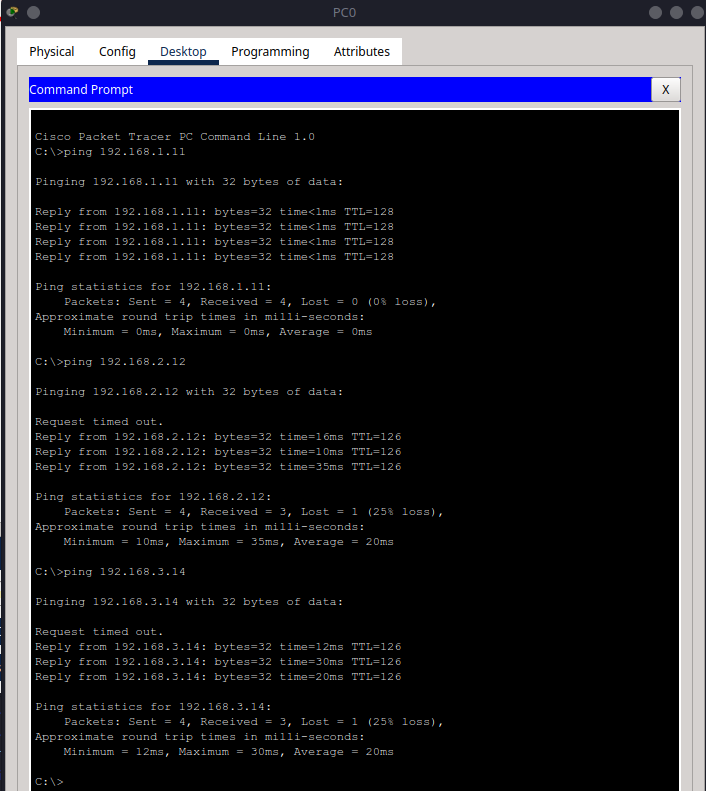 PC0
Physical Config Desktop Programming Attributes
Command Prompt X
Cisco Packet Tracer PC Command Line 1.0
C:\>ping 192.168.1.11
Pinging 192.168.1.11 with 32 bytes of data:
Reply from 192.168.1.11: bytes=32 time<1ms TTL=128
Reply from 192.168.1.11: bytes=32 time<1ms TTL=128
Reply from 192.168.1.11: bytes=32 time<1ms TTL=128
Reply from 192.168.1.11: bytes=32 time<1ms TTL=128
Ping statistics for 192.168.1.11:
Packets: Sent = 4, Received = 4, Lost = 0 (0% loss),
Approximate round trip times in milli-seconds:
Minimum = 0ms, Maximum = 0ms, Average = 0ms
C:\>ping 192.168.2.12
Pinging 192.168.2.12 with 32 bytes of data:
Request timed out.
Reply from 192.168.2.12: bytes=32 time=16ms TTL=126
Reply from 192.168.2.12: bytes=32 time=10ms TTL=126
Reply from 192.168.2.12: bytes=32 time=35ms TTL=126
Ping statistics for 192.168.2.12:
Packets: Sent = 4, Received = 3, Lost = 1 (25% loss),
Approximate round trip times in milli-seconds:
Minimum = 10ms, Maximum = 35ms, Average = 20ms
C:\>ping 192.168.3.14
Pinging 192.168.3.14 with 32 bytes of data:
Request timed out.
Reply from 192.168.3.14: bytes=32 time=12ms TTL=126
Reply from 192.168.3.14: bytes=32 time=30ms TTL=126
Reply from 192.168.3.14: bytes=32 time=20ms TTL=126
Ping statistics for 192.168.3.14:
Packets: Sent = 4, Received = 3, Lost = 1 (25% loss),
Approximate round trip times in milli-seconds:
Minimum = 12ms, Maximum = 30ms, Average = 20ms
C:\>